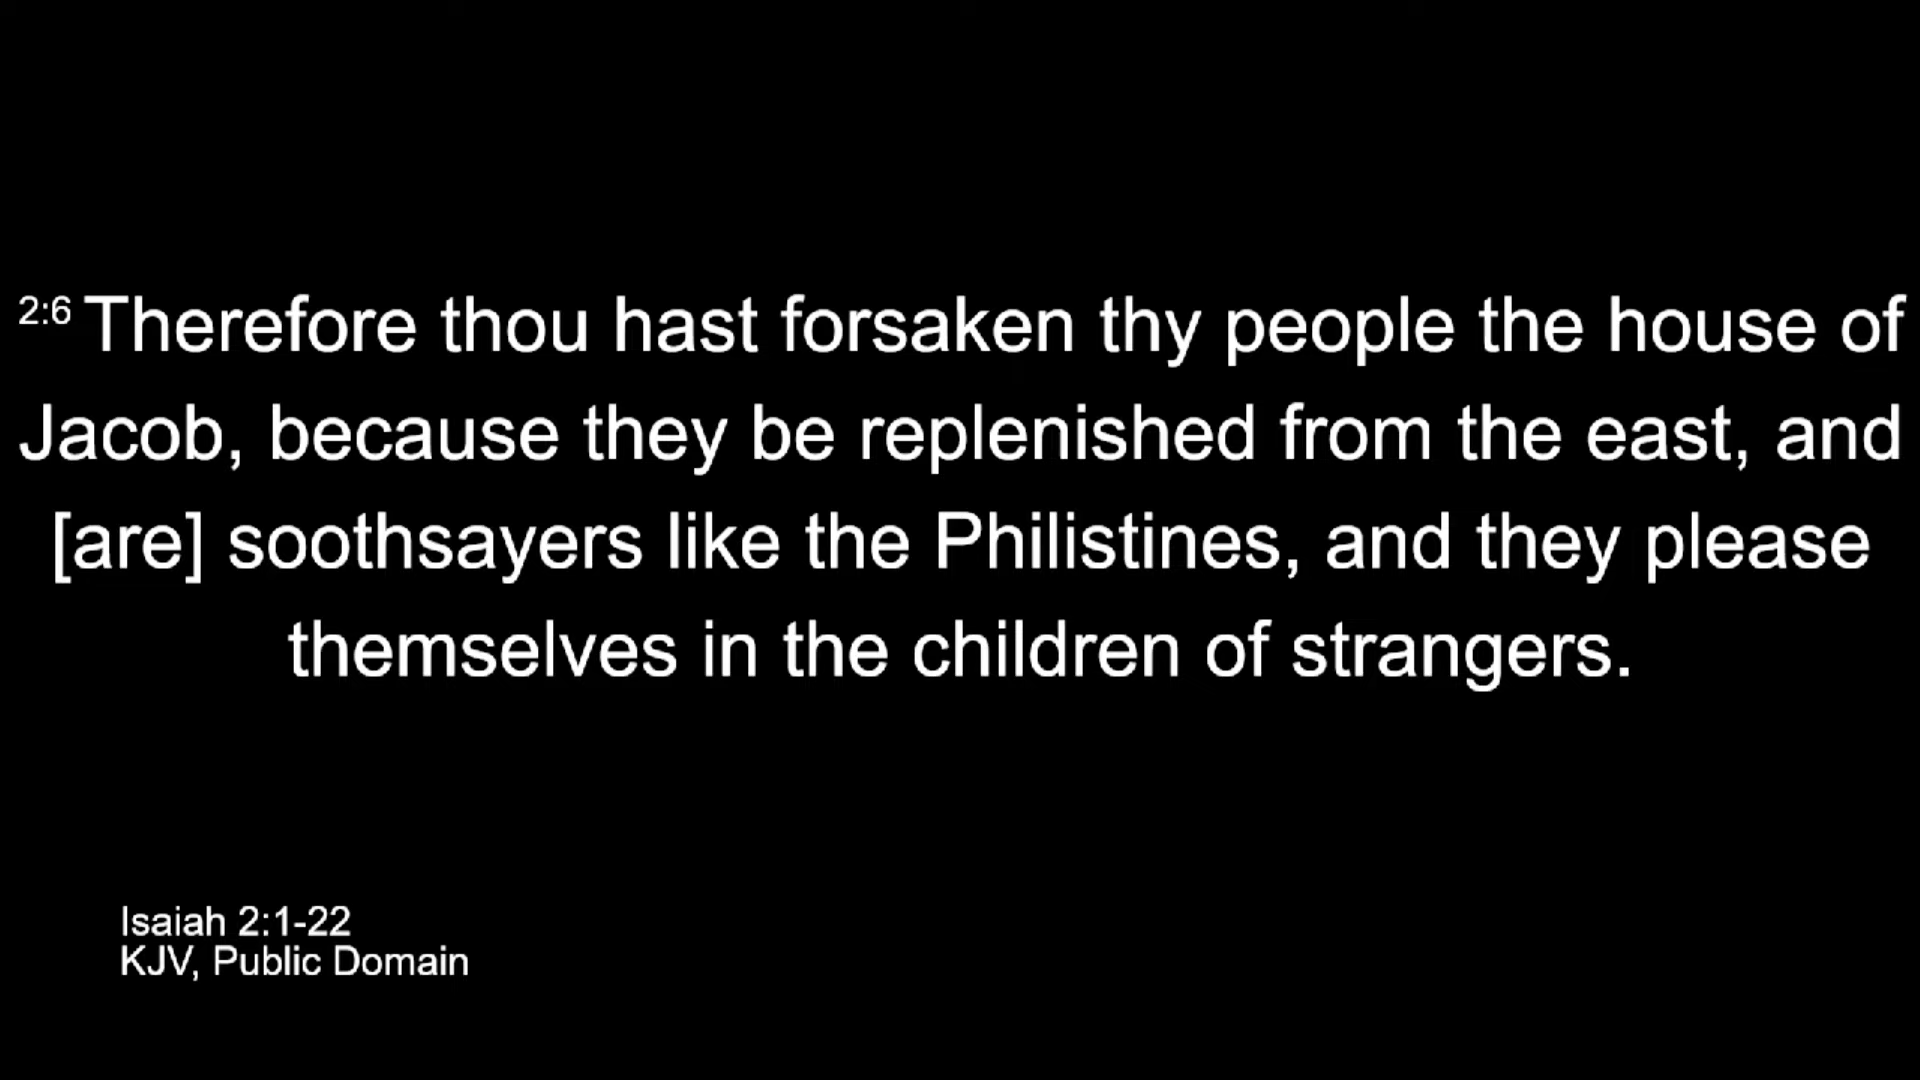 2:6 Therefore thou hast forsaken thy people the house of
Jacob, because they be replenished from the east, and
[are] soothsayers like the Philistines, and they please
themselves in the children of strangers.
Isaiah 2:1-22
KJV, Public Domain